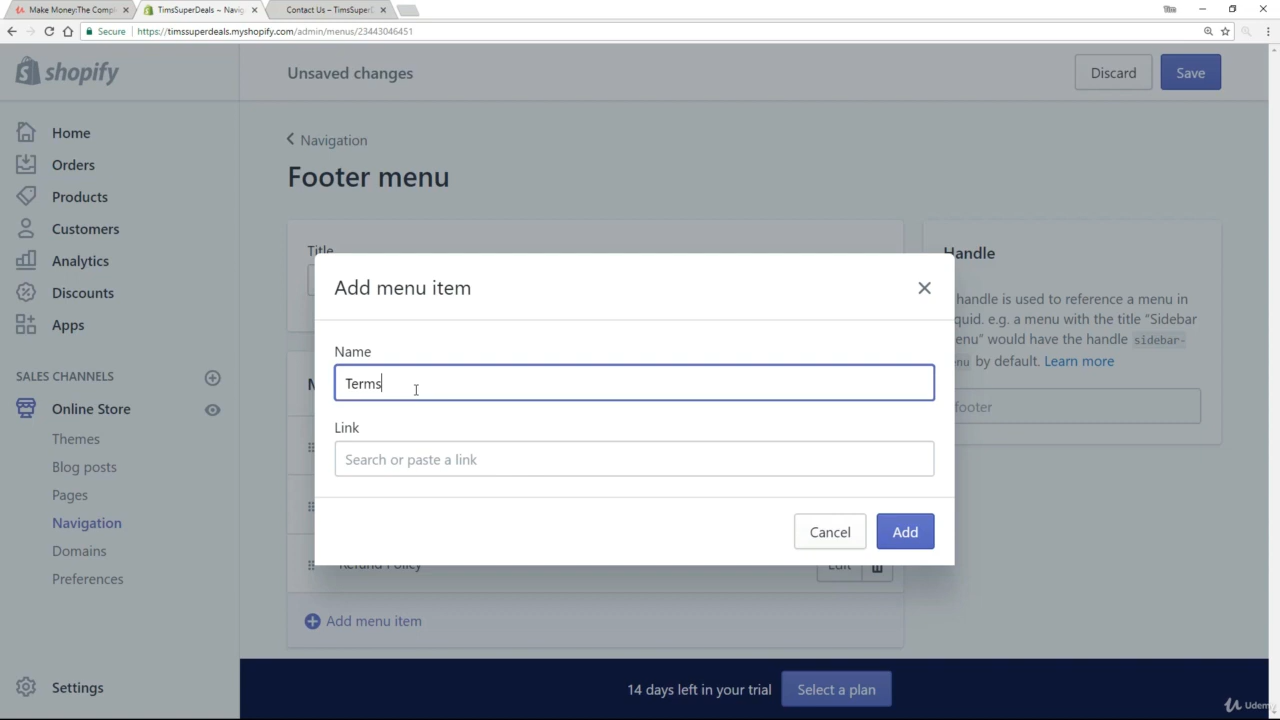 Make Money:The Compl
TimsSuperDeals ~ Navig
Contact Us – TimsSuperD
Tim
Secure
https://timssuperdeals.myshopify.com/admin/menus/23443046451
shopify
Unsaved changes
Discard
Save
Home
Orders
Products
Customers
Analytics
Discounts
Apps
SALES CHANNELS
Online Store
Themes
Blog posts
Pages
Navigation
Domains
Preferences
Settings
Navigation
Footer menu
Title
Handle
handle is used to reference a menu in
quid. e.g. a menu with the title “Sidebar
enu” would have the handle sidebar-
nu by default. Learn more
footer
Add menu item
Name
Terms
Link
Search or paste a link
Cancel
Add
Refund Policy
Edit
Add menu item
14 days left in your trial
Select a plan
Udemy